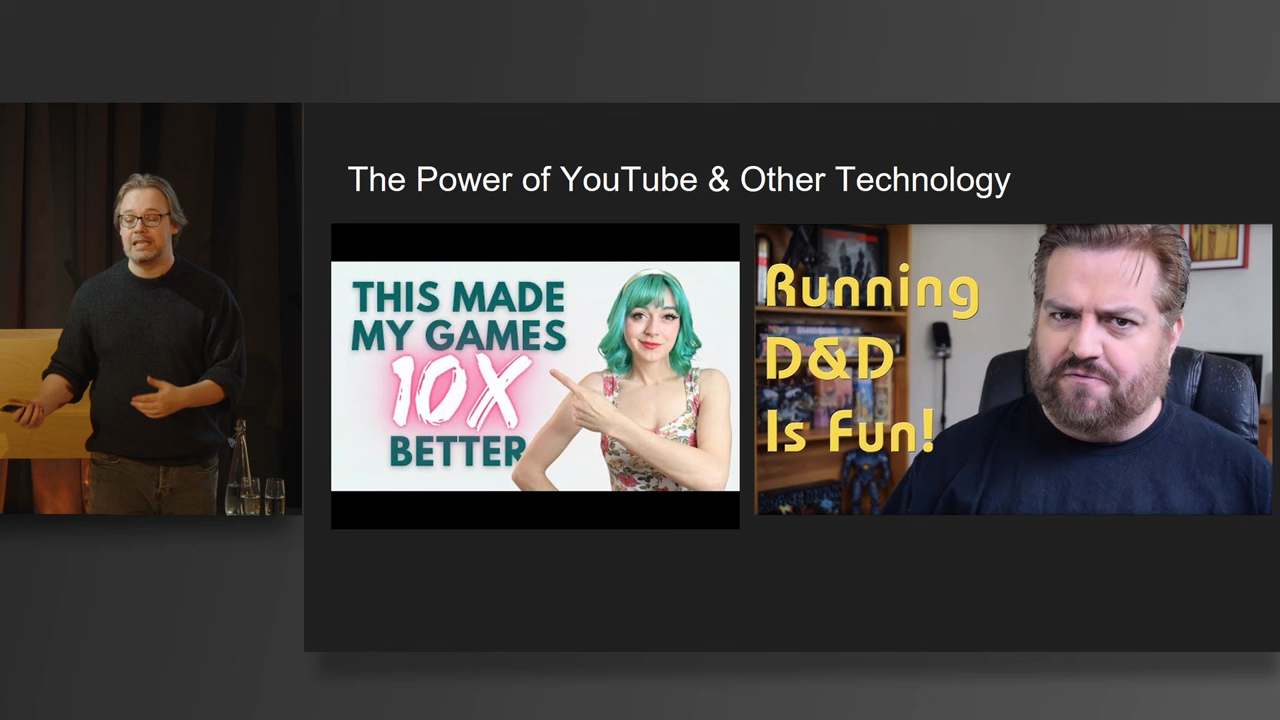 The Power of YouTube & Other Technology
THIS MADE
MY GAMES
10X
BETTER
Running
D&D
Is Fun!